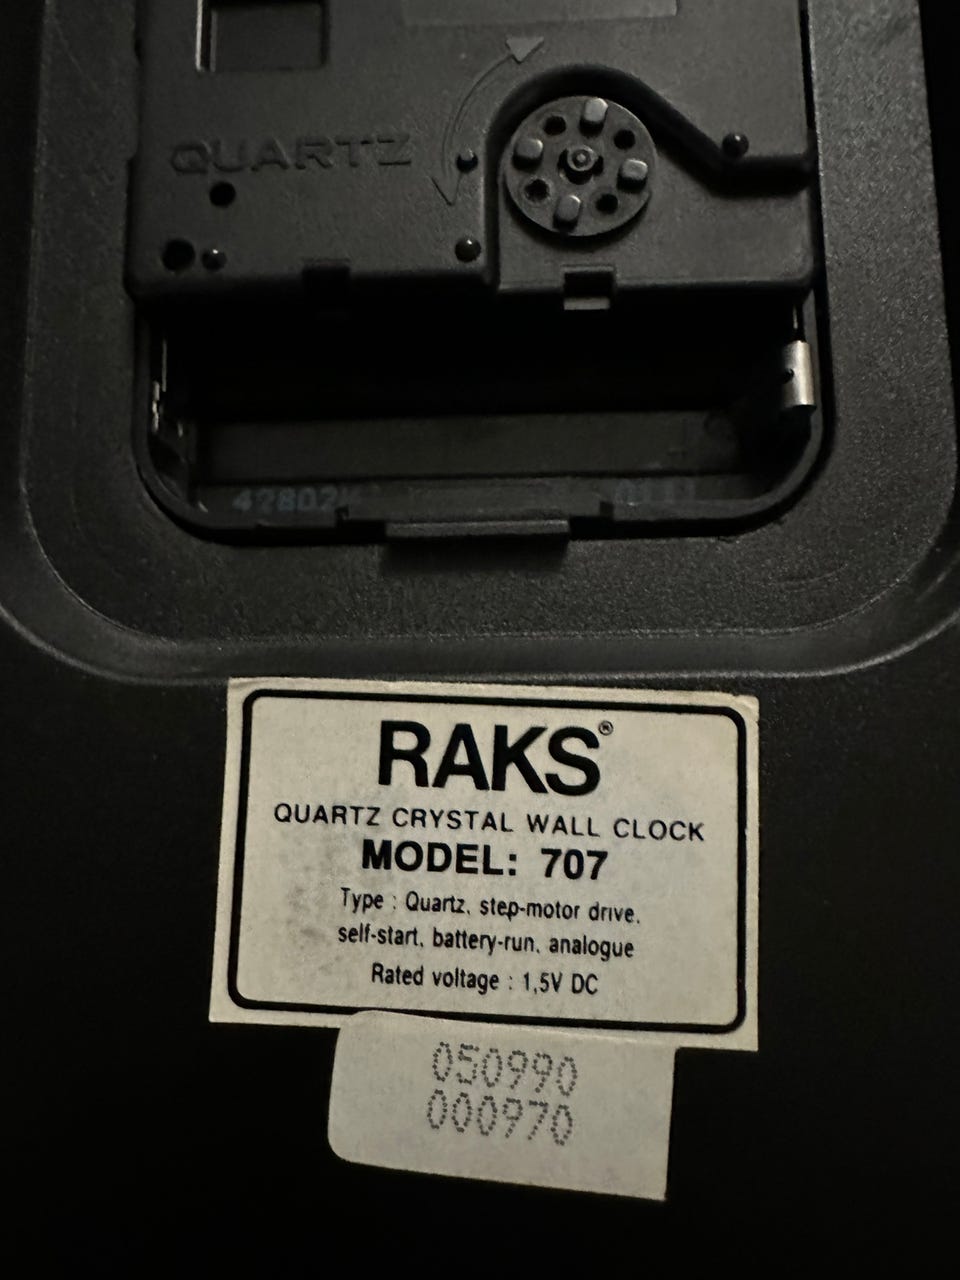 QUARTZ
RAKS®
QUARTZ CRYSTAL WALL CLOCK
MODEL: 707
Type : Quartz, step-motor drive,
self-start, battery-run, analogue
Rated voltage : 1,5V DC
050990
000970